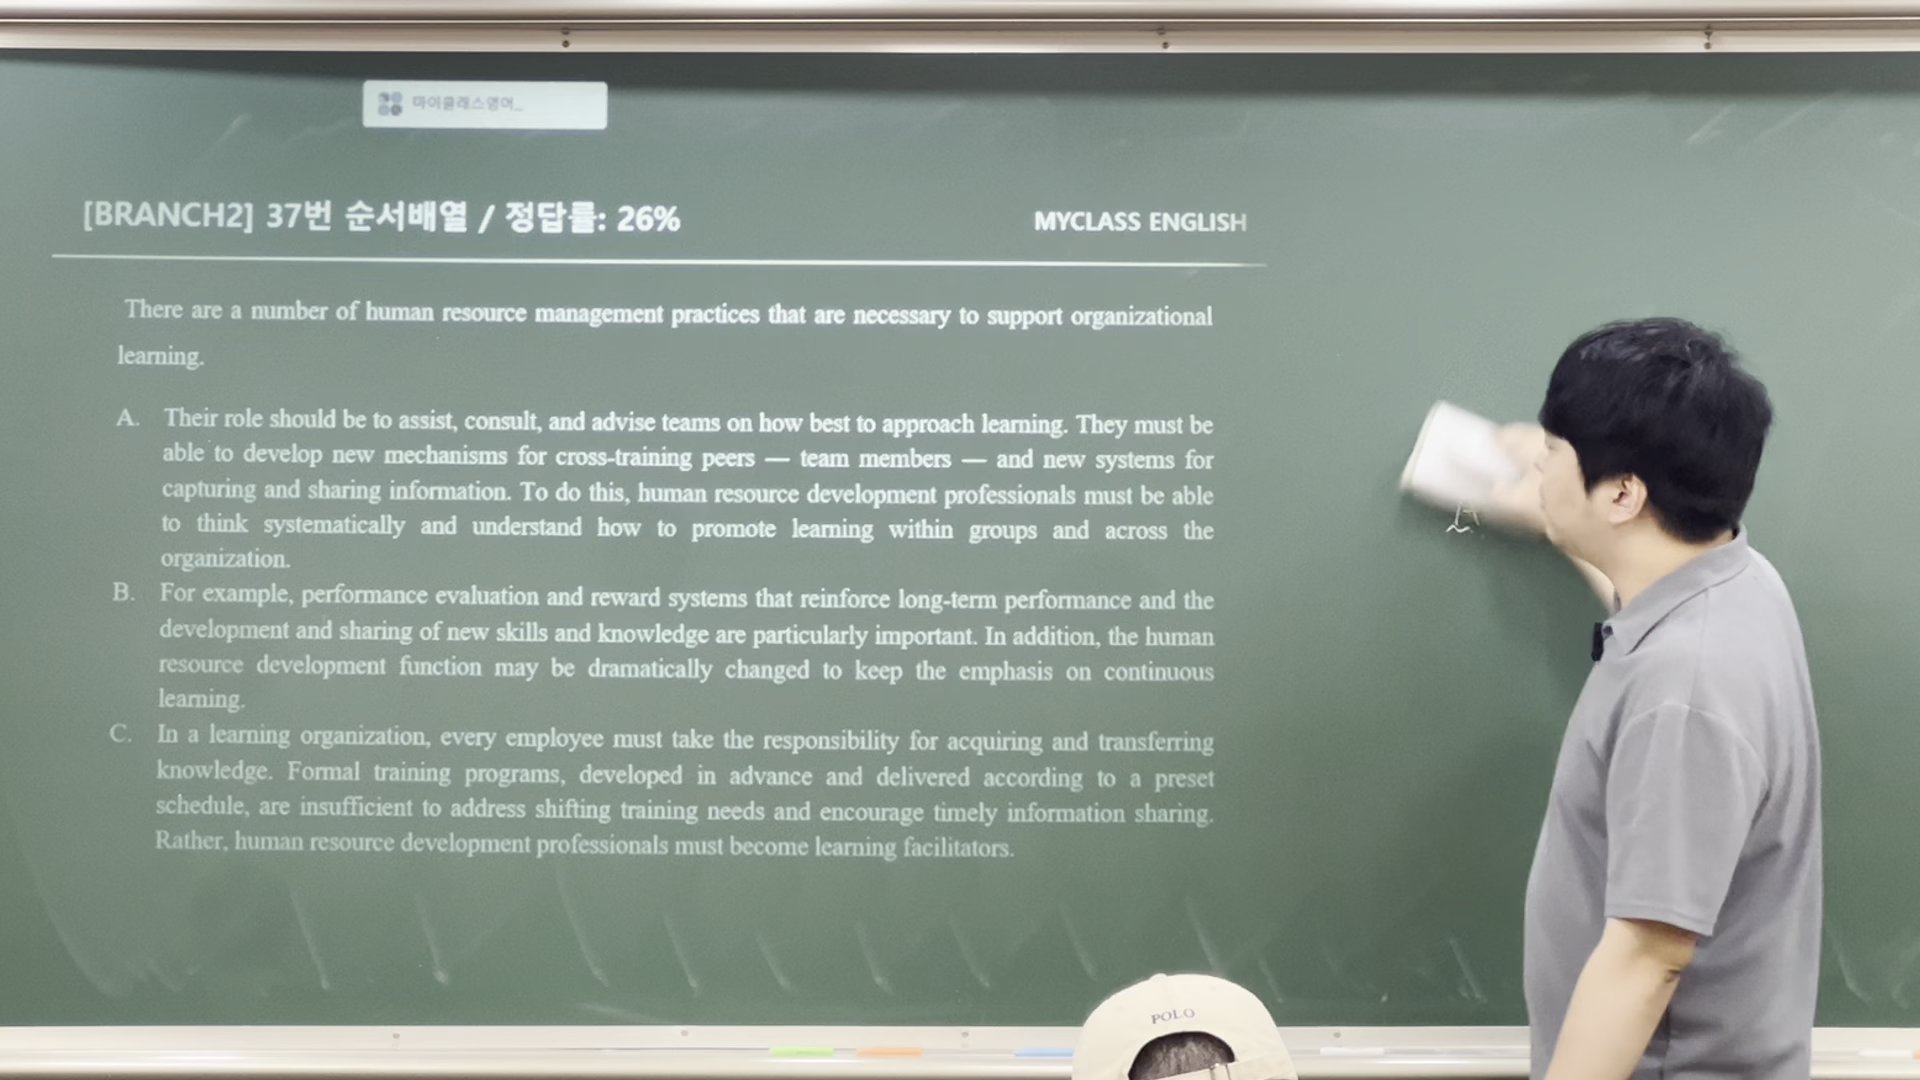 마이클래스영어...
[BRANCH2] 37번 순서배열 / 정답률: 26%
MYCLASS ENGLISH
There are a number of human resource management practices that are necessary to support organizational
learning.
A. Their role should be to assist, consult, and advise teams on how best to approach learning. They must be
able to develop new mechanisms for cross-training peers — team members — and new systems for
capturing and sharing information. To do this, human resource development professionals must be able
to think systematically and understand how to promote learning within groups and across the
organization.
B. For example, performance evaluation and reward systems that reinforce long-term performance and the
development and sharing of new skills and knowledge are particularly important. In addition, the human
resource development function may be dramatically changed to keep the emphasis on continuous
learning.
C. In a learning organization, every employee must take the responsibility for acquiring and transferring
knowledge. Formal training programs, developed in advance and delivered according to a preset
schedule, are insufficient to address shifting training needs and encourage timely information sharing.
Rather, human resource development professionals must become learning facilitators.
POLO